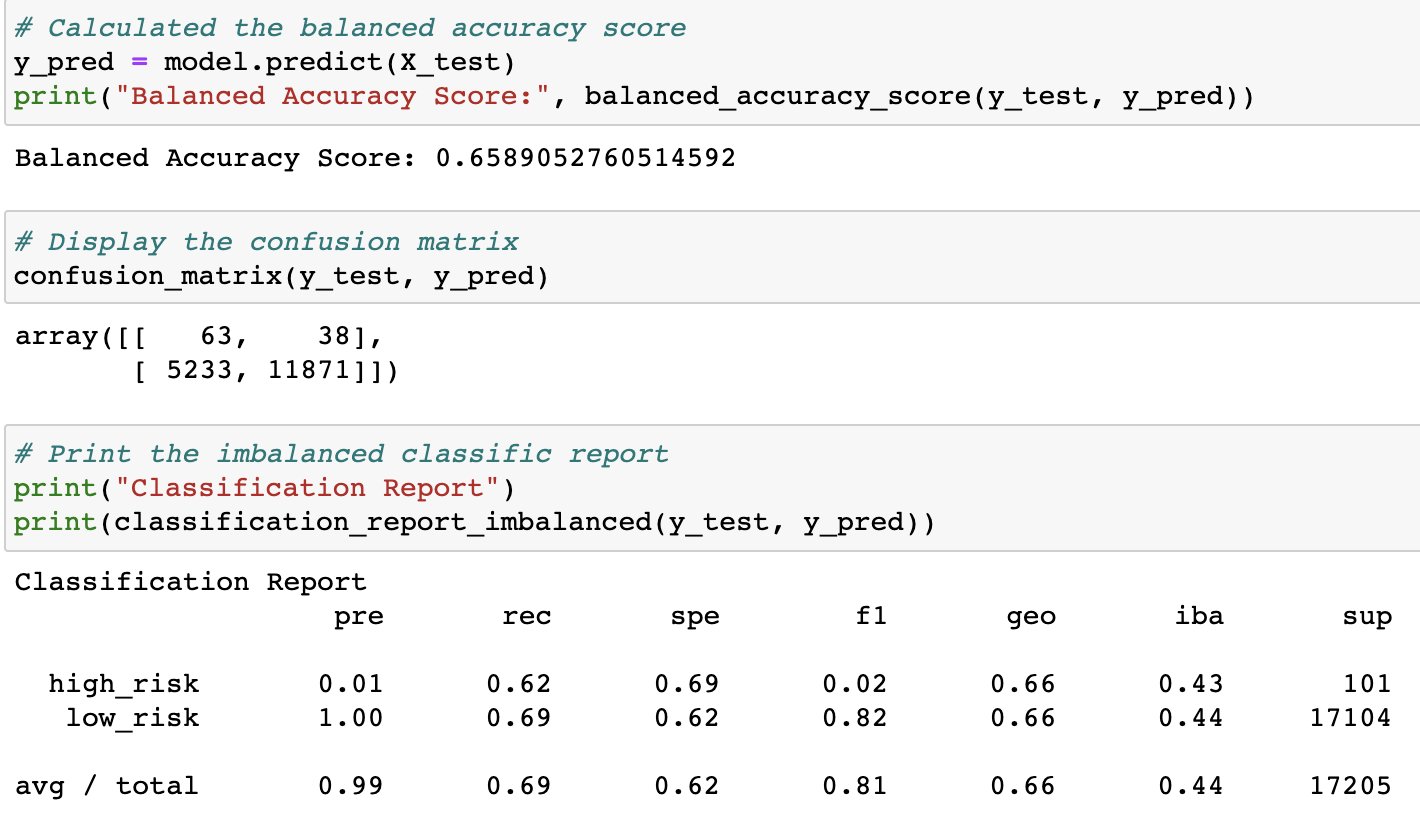 # Calculated the balanced accuracy score
y_pred = model.predict(X_test)
print("Balanced Accuracy Score:", balanced_accuracy_score(y_test, y_pred))
Balanced Accuracy Score: 0.6589052760514592
# Display the confusion matrix
confusion_matrix(y_test, y_pred)
array([[   63,    38],
       [ 5233, 11871]])
# Print the imbalanced classific report
print("Classification Report")
print(classification_report_imbalanced(y_test, y_pred))
Classification Report
                   pre       rec       spe        f1       geo       iba       sup
  high_risk       0.01      0.62      0.69      0.02      0.66      0.43       101
   low_risk       1.00      0.69      0.62      0.82      0.66      0.44     17104
avg / total       0.99      0.69      0.62      0.81      0.66      0.44     17205